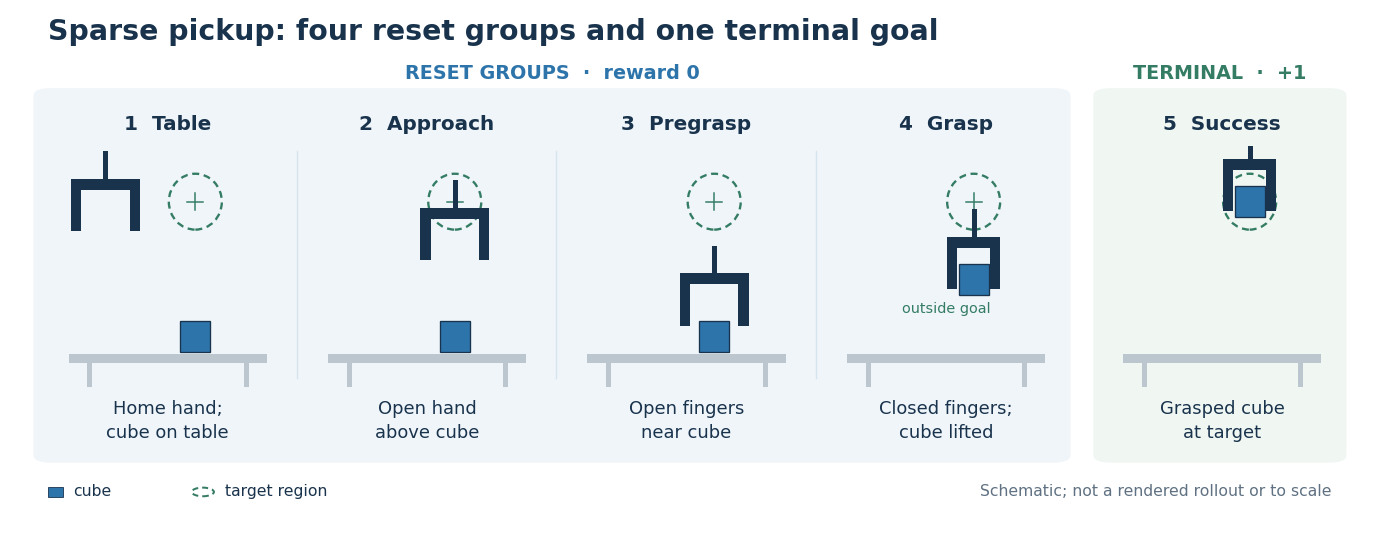 Sparse pickup: four reset groups and one terminal goal
RESET GROUPS · reward 0
TERMINAL · +1
1 Table
2 Approach
3 Pregrasp
4 Grasp
5 Success
outside goal
Home hand;
cube on table
Open hand
above cube
Open fingers
near cube
Closed fingers;
cube lifted
Grasped cube
at target
cube
target region
Schematic; not a rendered rollout or to scale